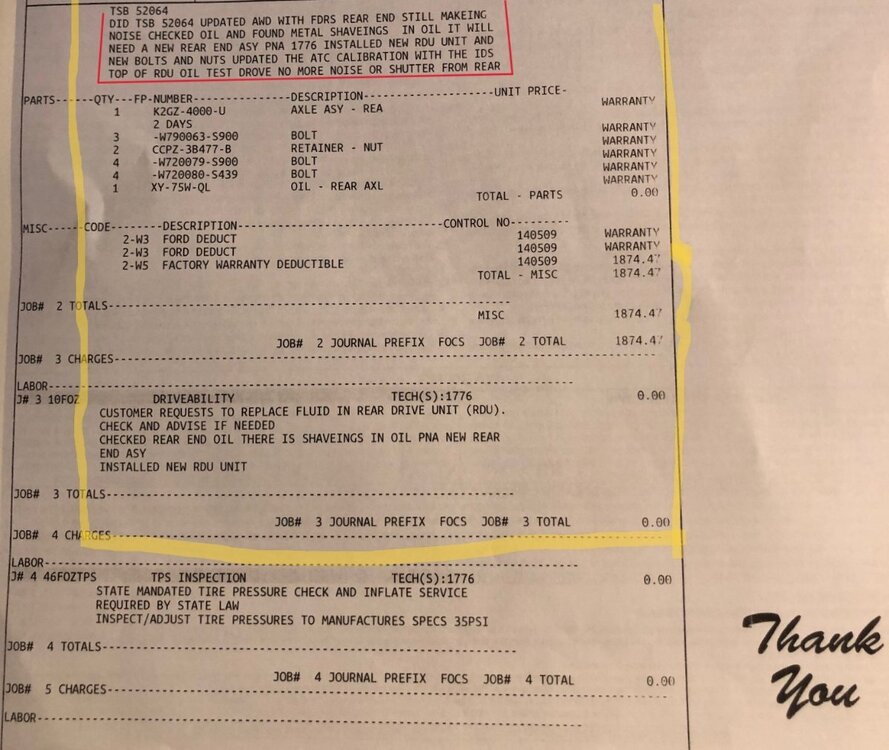 TSB 52064
DID TSB 52064 UPDATED AWD WITH FDRS REAR END STILL MAKEING
NOISE CHECKED OIL AND FOUND METAL SHAVEINGS IN OIL IT WILL
NEED A NEW REAR END ASY PNA 1776 INSTALLED NEW RDU UNIT AND
NEW BOLTS AND NUTS UPDATED THE ATC CALIBRATION WITH THE IDS
TOP OF RDU OIL TEST DROVE NO MORE NOISE OR SHUTTER FROM REAR
PARTS------QTY---FP-NUMBER---------------DESCRIPTION--------------------UNIT PRICE-
1 K2GZ-4000-U AXLE ASY - REA WARRANTY
2 DAYS
3 -W790063-S900 BOLT WARRANTY
2 CCPZ-3B477-B RETAINER - NUT WARRANTY
4 -W720079-S900 BOLT WARRANTY
4 -W720080-S439 BOLT WARRANTY
1 XY-75W-QL OIL - REAR AXL WARRANTY
TOTAL - PARTS 0.00
MISC-----CODE--------DESCRIPTION-------------------------------CONTROL NO---------
2-W3 FORD DEDUCT 140509 WARRANTY
2-W3 FORD DEDUCT 140509 WARRANTY
2-W5 FACTORY WARRANTY DEDUCTIBLE 140509 1874.47
TOTAL - MISC 1874.47
JOB# 2 TOTALS------------------------------------------------------------
MISC 1874.47
JOB# 2 JOURNAL PREFIX FOCS JOB# 2 TOTAL 1874.47
JOB# 3 CHARGES------------------------------------------------------------
LABOR------------------------------------------------------------
J# 3 10FOZ DRIVEABILITY TECH(S):1776 0.00
CUSTOMER REQUESTS TO REPLACE FLUID IN REAR DRIVE UNIT (RDU).
CHECK AND ADVISE IF NEEDED
CHECKED REAR END OIL THERE IS SHAVEINGS IN OIL PNA NEW REAR
END ASY
INSTALLED NEW RDU UNIT
JOB# 3 TOTALS------------------------------------------------------------
JOB# 3 JOURNAL PREFIX FOCS JOB# 3 TOTAL 0.00
JOB# 4 CHARGES------------------------------------------------------------
LABOR------------------------------------------------------------
J# 4 46FOZTPS TPS INSPECTION TECH(S):1776 0.00
STATE MANDATED TIRE PRESSURE CHECK AND INFLATE SERVICE
REQUIRED BY STATE LAW
INSPECT/ADJUST TIRE PRESSURES TO MANUFACTURES SPECS 35PSI
JOB# 4 TOTALS------------------------------------------------------------
JOB# 4 JOURNAL PREFIX FOCS JOB# 4 TOTAL 0.00
JOB# 5 CHARGES------------------------------------------------------------
LABOR------------------------------------------------------------
Thank
You